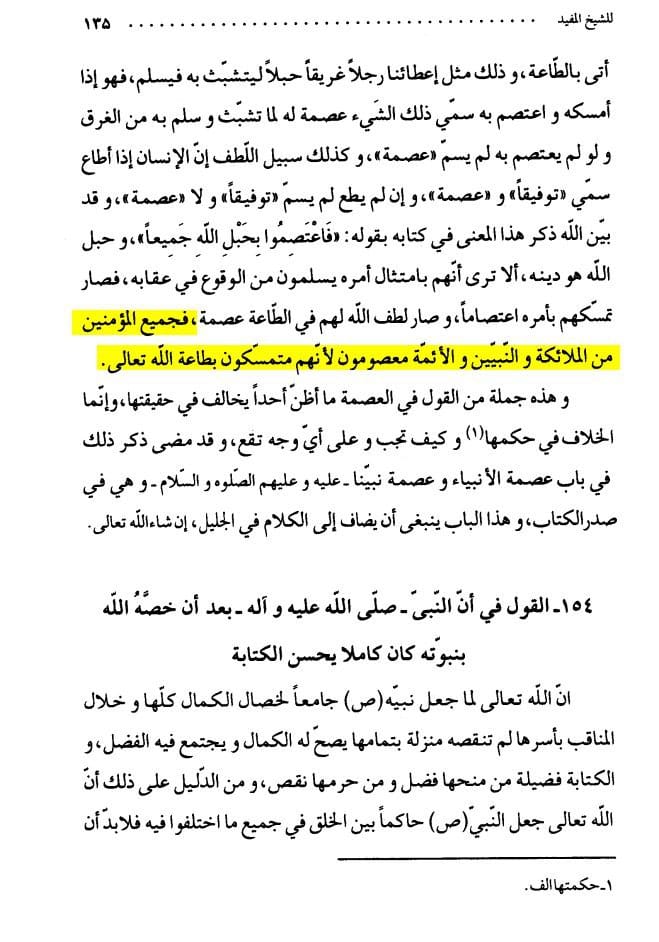 للشيخ المفيد . . . . . . . . . . . . . . . . . . . . . . . . . . . . . . . . . . . . . . . . . . . ١٣٥
أتى بالطّاعة، و ذلك مثل إعطائنا رجلاً غريقاً حبلاً ليتشبّث به فيسلم، فهو إذا
أمسكه و اعتصم به سمّي ذلك الشَيء عصمة له لما تشبّث و سلم به من الغرق
و لو لم يعتصم به لم يسمّ «عصمة»، و كذلك سبيل اللّطف إنّ الإنسان إذا أطاع
سمّي «توفيقاً» و «عصمة»، و إن لم يطع لم يسمّ «توفيقاً» و لا «عصمة»، و قد
بيّن اللّه ذكر هذا المعنى في كتابه بقوله: «فَاعْتَصِمُوا بِحَبْلِ اللّهِ جَمِيعاً»، و حبل
اللّه هو دينه، ألا ترى أنّهم بامتثال أمره يسلمون من الوقوع في عقابه، فصار
تمسّكهم بأمره اعتصاماً، و صار لطف اللّه لهم في الطّاعة عصمة، فجميع المؤمنين
من الملائكة و النّبيّين و الأئمّة معصومون لأنّهم متمسّكون بطاعة اللّه تعالى.
و هذه جملة من القول في العصمة ما أظنّ أحداً يخالف في حقيقتها، وإنّما
الخلاف في حكمها(١) و كيف تجب و على أيّ وجه تقع، و قد مضى ذكر ذلك
في باب عصمة الأنبياء و عصمة نبيّنا ـ عليه و عليهم الصّلوه و السّلام ـ و هي في
صدر الكتاب، و هذا الباب ينبغى أن يضاف إلى الكلام في الجليل، إن شاء اللّه تعالى.
١٥٤ـ القول في أنّ النّبىّ ـ صلّى اللّه عليه و آله ـ بعد أن خصَّهُ اللّه
بنبوّته كان كاملا يحسن الكتابة
انّ اللّه تعالى لما جعل نبيّه (ص) جامعاً لخصال الكمال كلّها و خلال
المناقب بأسرها لم تنقصه منزلة بتمامها يصحّ له الكمال و يجتمع فيه الفضل، و
الكتابة فضيلة من منحها فضل و من حرمها نقص، و من الدّليل على ذلك أنّ
اللّه تعالى جعل النّبيّ (ص) حاكماً بين الخلق في جميع ما اختلفوا فيه فلابدّ أن
١ـ حكمتها الف.